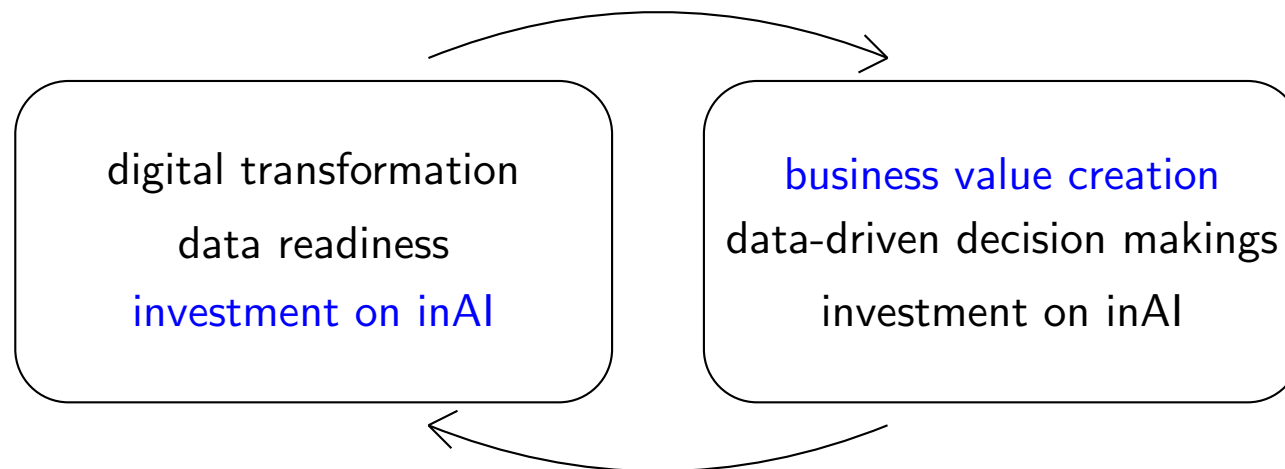 digital transformation
data readiness
investment on inAI
business value creation
data-driven decision makings
investment on inAI